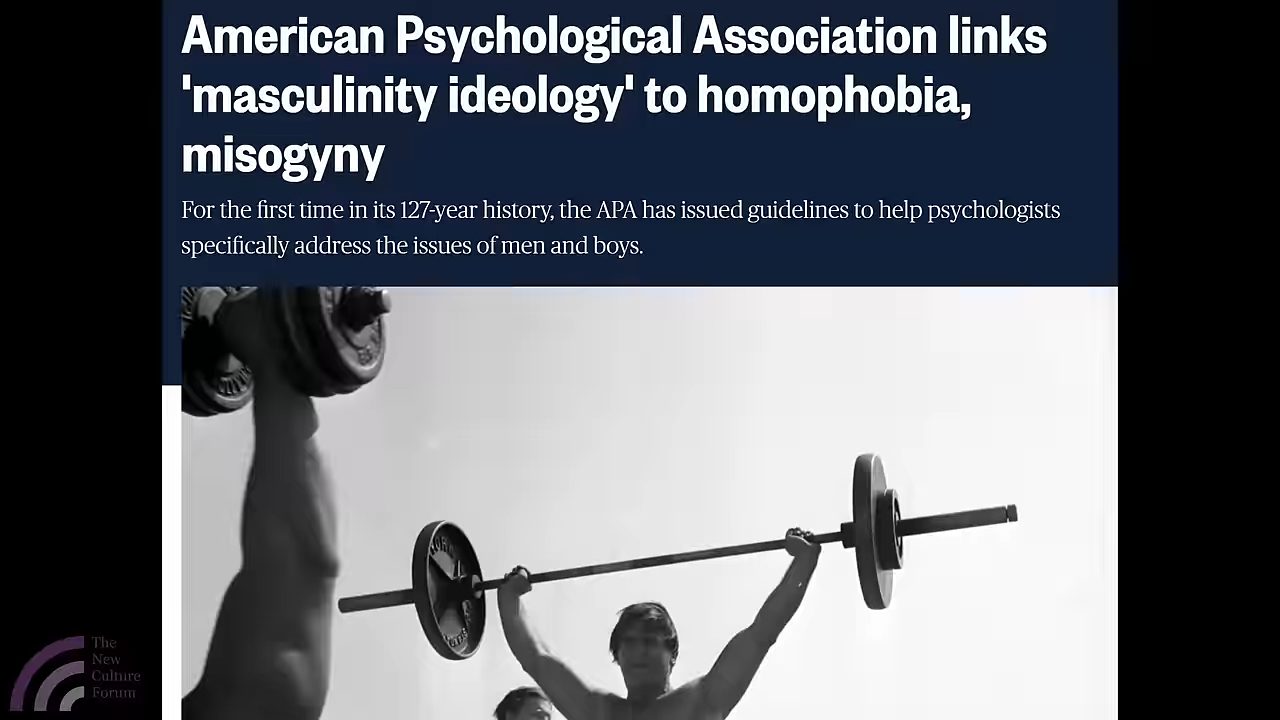 American Psychological Association links
'masculinity ideology' to homophobia,
misogyny
For the first time in its 127-year history, the APA has issued guidelines to help psychologists
specifically address the issues of men and boys.
The
New
Culture
Forum